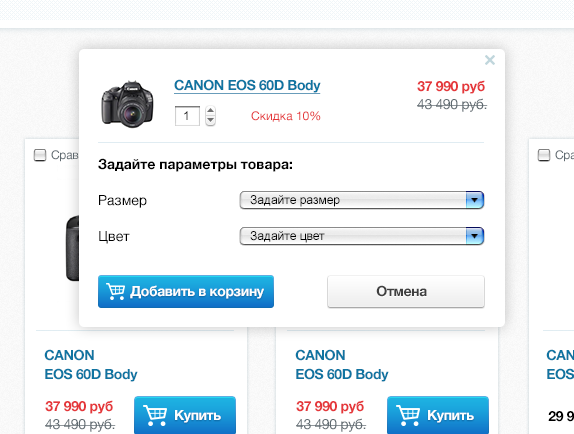 CANON EOS 60D Body
37 990 руб
43 490 руб.
1
Скидка 10%
Задайте параметры товара:
Размер
Задайте размер
Цвет
Задайте цвет
Добавить в корзину
Отмена
Срав
Срав
CANON
EOS 60D Body
37 990 руб
43 490 руб.
Купить
CANON
EOS 60D Body
37 990 руб
43 490 руб.
Купить
CAN
EOS
29 9